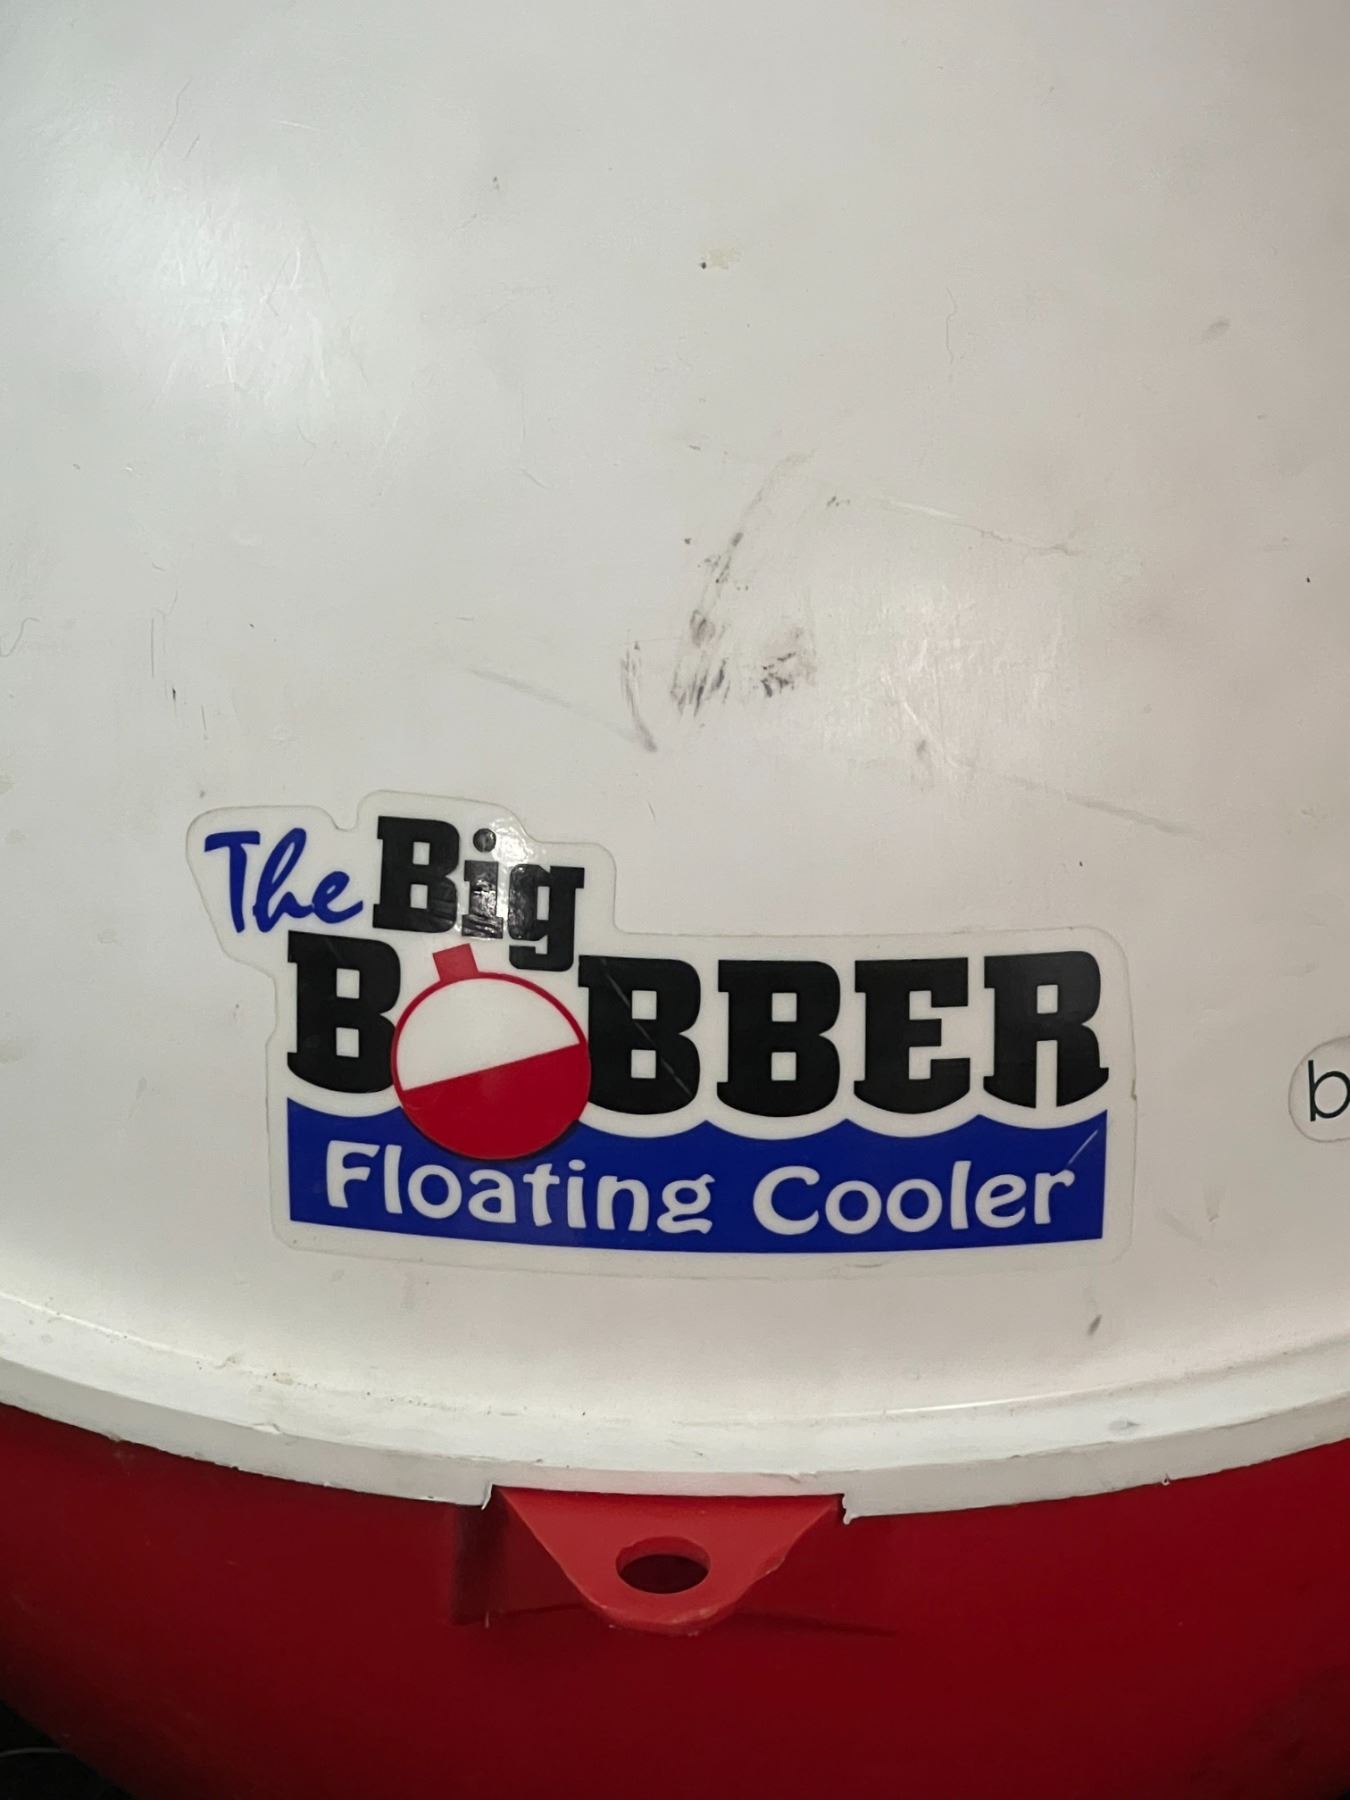 The Big
BOBBER
Floating Cooler
b